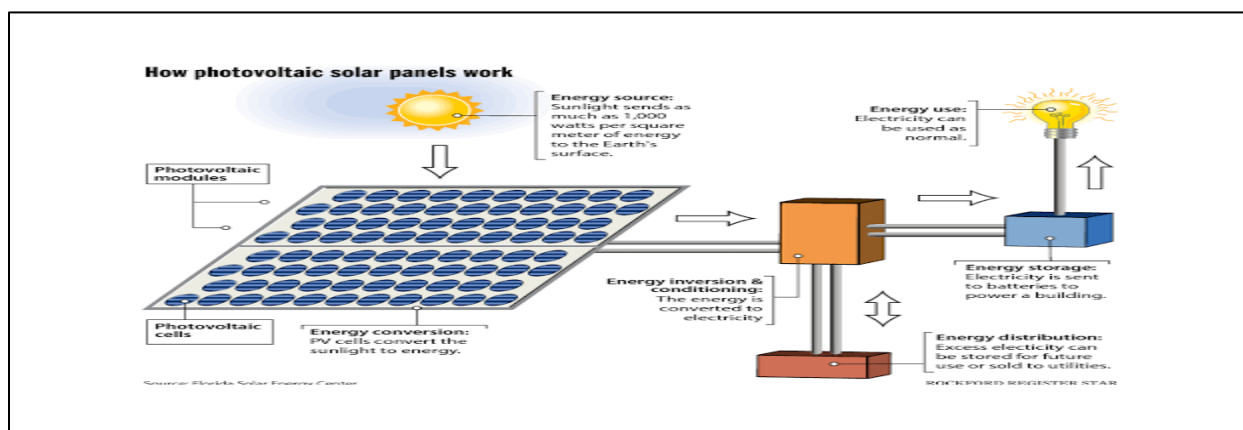 How photovoltaic solar panels work
Energy source:
Sunlight sends as
much as 1,000
watts per square
meter of energy
to the Earth's
surface.
Energy use:
Electricity can
be used as
normal.
Photovoltaic
modules
Energy inversion &
conditioning:
The energy is
converted to
electricity
Energy storage:
Electricity is sent
to batteries to
power a building.
Photovoltaic
cells
Energy conversion:
PV cells convert the
sunlight to energy.
Energy distribution:
Excess electicity can
be stored for future
use or sold to utilities.
Source: Florida Solar Energy Center
ROCKFORD REGISTER STAR